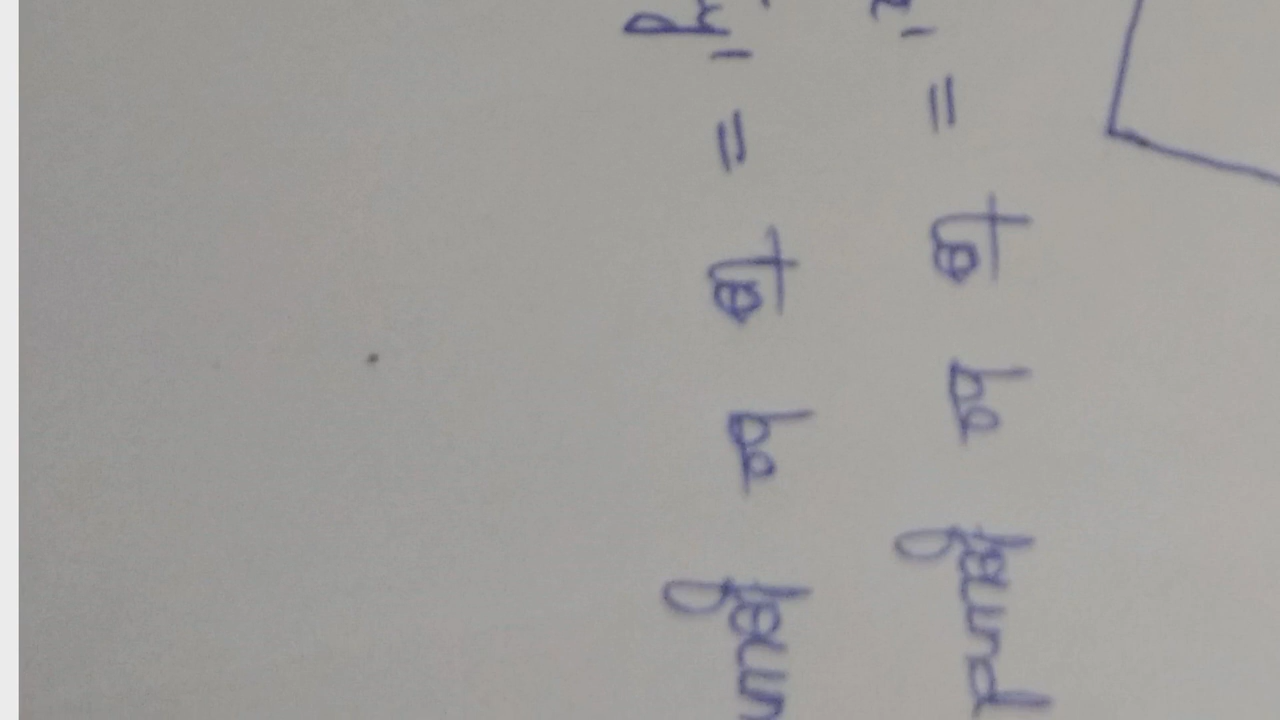 x' = to be found
y' = to be foun